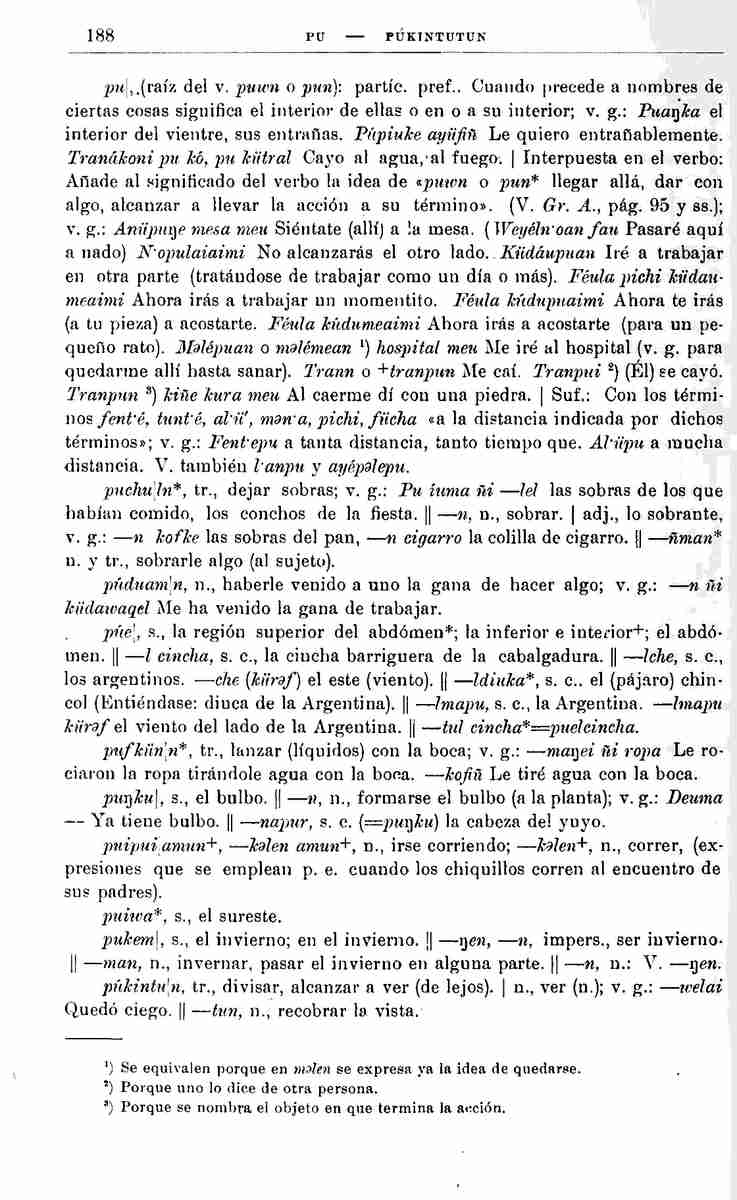 188 PU — PÚKINTUTUN
pu|,.(raíz del v. puwn o pun): partíc. pref.. Cuando precede a nombres de
ciertas cosas significa el interior de ellas o en o a su interior; v. g.: Puaŋka el
interior del vientre, sus entrañas. Púpiuke ayüfiñ Le quiero entrañablemente.
Tranákoni pu kó, pu kütral Cayo al agua, al fuego. | Interpuesta en el verbo:
Añade al significado del verbo la idea de «puwn o pun* llegar allá, dar con
algo, alcanzar a llevar la acción a su término». (V. Gr. A., pág. 95 y ss.);
v. g.: Anüpuŋe mesa meu Siéntate (allí) a la mesa. (Weyél'n·oan fau Pasaré aquí
a nado) N·opulaiaimi No alcanzarás el otro lado. Küdáupuan Iré a trabajar
en otra parte (tratándose de trabajar como un día o más). Féula pichi küdau-
meaimi Ahora irás a trabajar un momentito. Féula kúdupuaimi Ahora te irás
(a tu pieza) a acostarte. Féula kúdumeaimi Ahora irás a acostarte (para un pe-
queño rato). Məlépuan o məlémean ¹) hospital meu Me iré al hospital (v. g. para
quedarme allí hasta sanar). Trann o +tranpun Me caí. Tranpui ²) (Él) se cayó.
Tranpun ³) kiñe kura meu Al caerme dí con una piedra. | Suf.: Con los térmi-
nos fent·é, tunt·é, al·ü', mən·a, pichi, fücha «a la distancia indicada por dichos
términos»; v. g.: Fent·epu a tanta distancia, tanto tiempo que. Al·üpu a mucha
distancia. V. también l·anpu y ayépəlepu.
puchu|ln*, tr., dejar sobras; v. g.: Pu iuma ñi —lel las sobras de los que
habían comido, los conchos de la fiesta. || —n, n., sobrar. | adj., lo sobrante,
v. g.: —n kofke las sobras del pan, —n cigarro la colilla de cigarro. || —ñman*
n. y tr., sobrarle algo (al sujeto).
púduam|n, n., haberle venido a uno la gana de hacer algo; v. g.: —n ñi
küdawaqel Me ha venido la gana de trabajar.
púe|, s., la región superior del abdómen*; la inferior e interior+; el abdó-
men. || —l cincha, s. c., la cincha barriguera de la cabalgadura. || —lche, s. c.,
los argentinos. —che (kürəf) el este (viento). || —ldiuka*, s. c.. el (pájaro) chin-
col (Entiéndase: diuca de la Argentina). || —lmapu, s. c., la Argentina. —lmapu
kürəf el viento del lado de la Argentina. || —tul cincha*=puelcincha.
pufkün|n*, tr., lanzar (líquidos) con la boca; v. g.: —maŋei ñi ropa Le ro-
ciaron la ropa tirándole agua con la boca. —kofiñ Le tiré agua con la boca.
puŋku|, s., el bulbo. || —n, n., formarse el bulbo (a la planta); v. g.: Deuma
— Ya tiene bulbo. || —napur, s. c. (=puŋku) la cabeza del yuyo.
puipui|amun+, —kəlen amun+, n., irse corriendo; —kəlen+, n., correr, (ex-
presiones que se emplean p. e. cuando los chiquillos corren al encuentro de
sus padres).
puiwa*, s., el sureste.
pukem|, s., el invierno; en el invierno. || —ŋen, —n, impers., ser invierno.
|| —man, n., invernar, pasar el invierno en alguna parte. || —n, n.: V. —ŋen.
púkintu|n, tr., divisar, alcanzar a ver (de lejos). | n., ver (n.); v. g.: —welai
Quedó ciego. || —tun, n., recobrar la vista.
¹) Se equivalen porque en məlen se expresa ya la idea de quedarse.
²) Porque uno lo dice de otra persona.
³) Porque se nombra el objeto en que termina la acción.